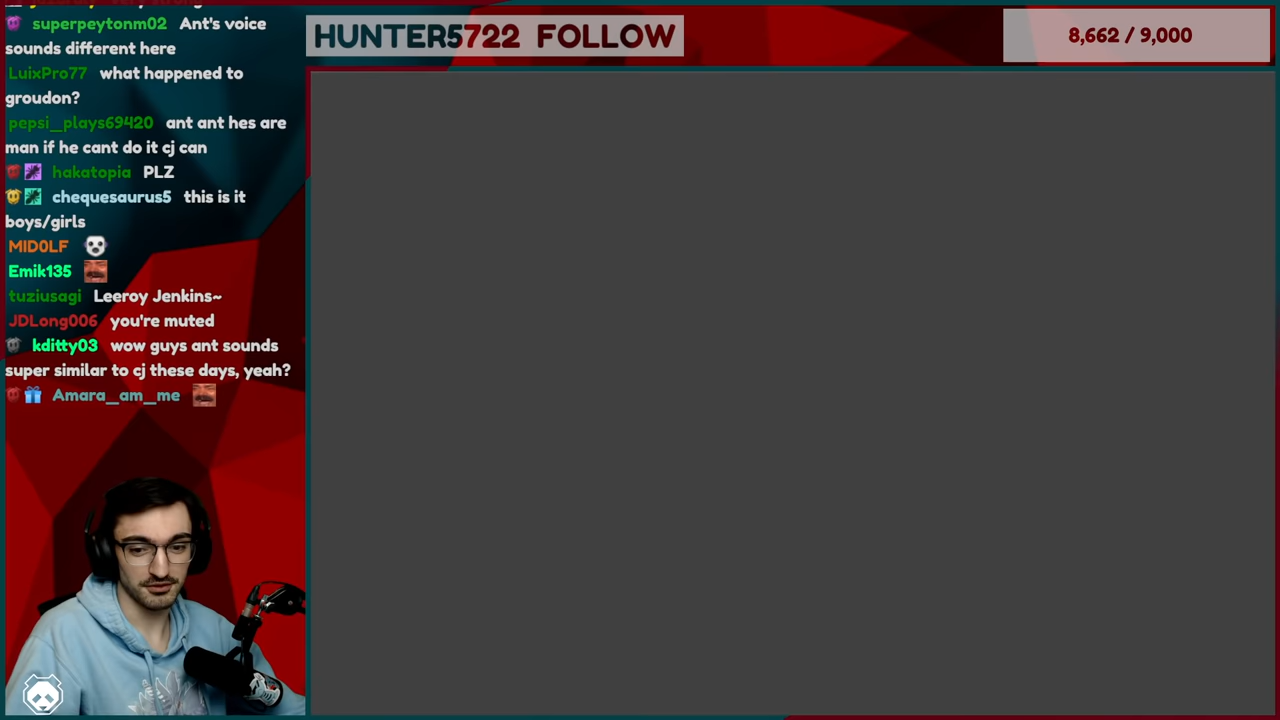 superpeytonm02 Ant's voice
sounds different here
LuixPro77 what happened to
groudon?
pepsi_plays69420 ant ant hes are
man if he cant do it cj can
hakatopia PLZ
chequesaurus5 this is it
boys/girls
MID0LF
Emik135
tuziusagi Leeroy Jenkins~
JDLong006 you're muted
kditty03 wow guys ant sounds
super similar to cj these days, yeah?
Amara_am_me
HUNTER5722 FOLLOW
8,662 / 9,000